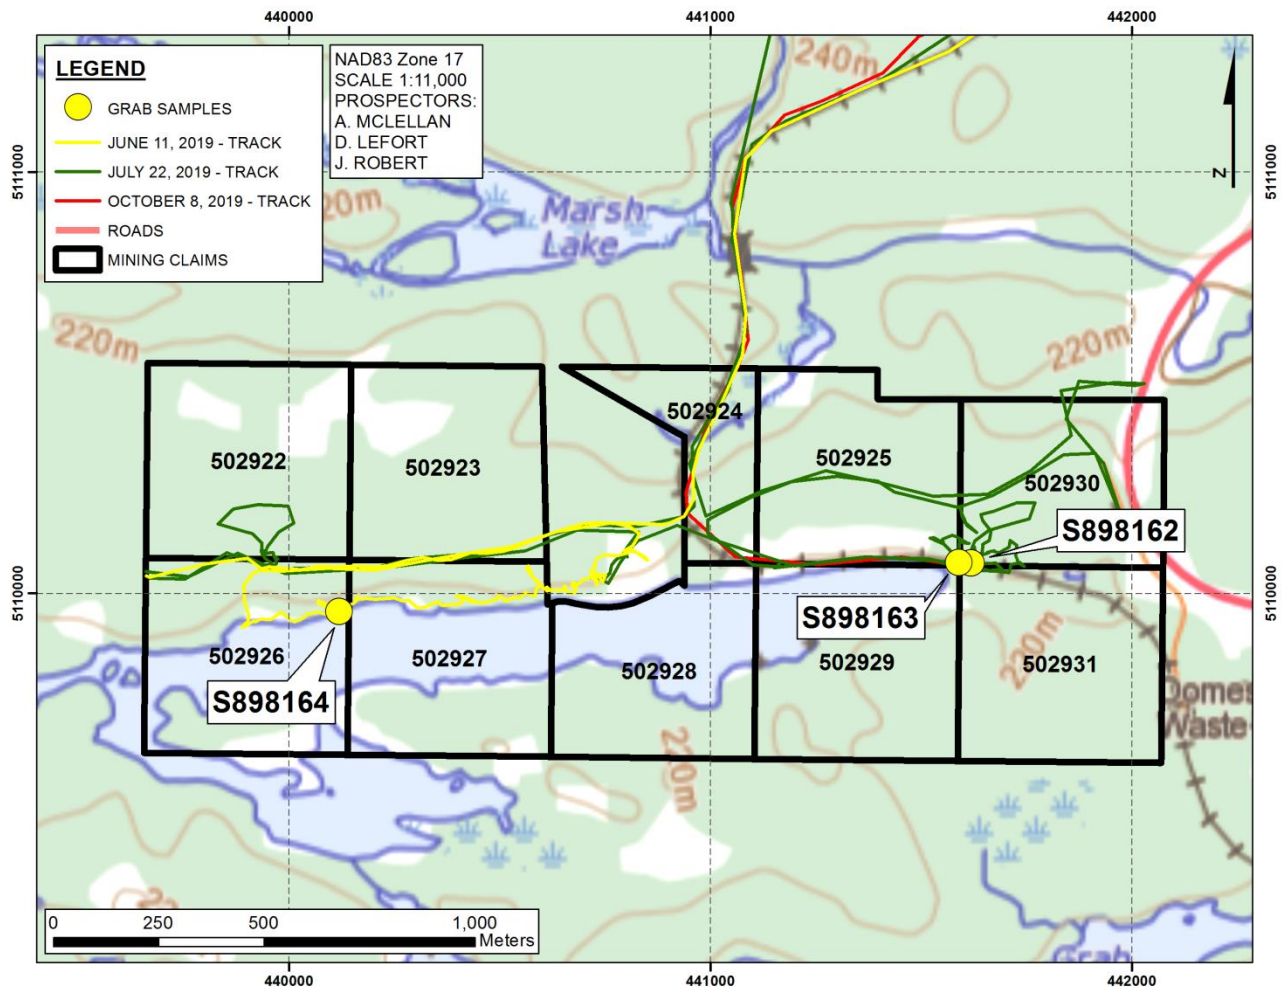 440000
441000
442000
LEGEND
GRAB SAMPLES
JUNE 11, 2019 - TRACK
JULY 22, 2019 - TRACK
OCTOBER 8, 2019 - TRACK
ROADS
MINING CLAIMS
NAD83 Zone 17
SCALE 1:11,000
PROSPECTORS:
A. MCLELLAN
D. LEFORT
J. ROBERT
240m
N
5111000
5111000
20m
Marsh
Lake
220m
220m
502924
502922
502923
502925
502930
S898162
S898163
5110000
5110000
502926
502927
502928
502929
502931
220m
S898164
Domes
Waste-
220m
0
250
500
1,000
Meters
Grab
440000
441000
442000